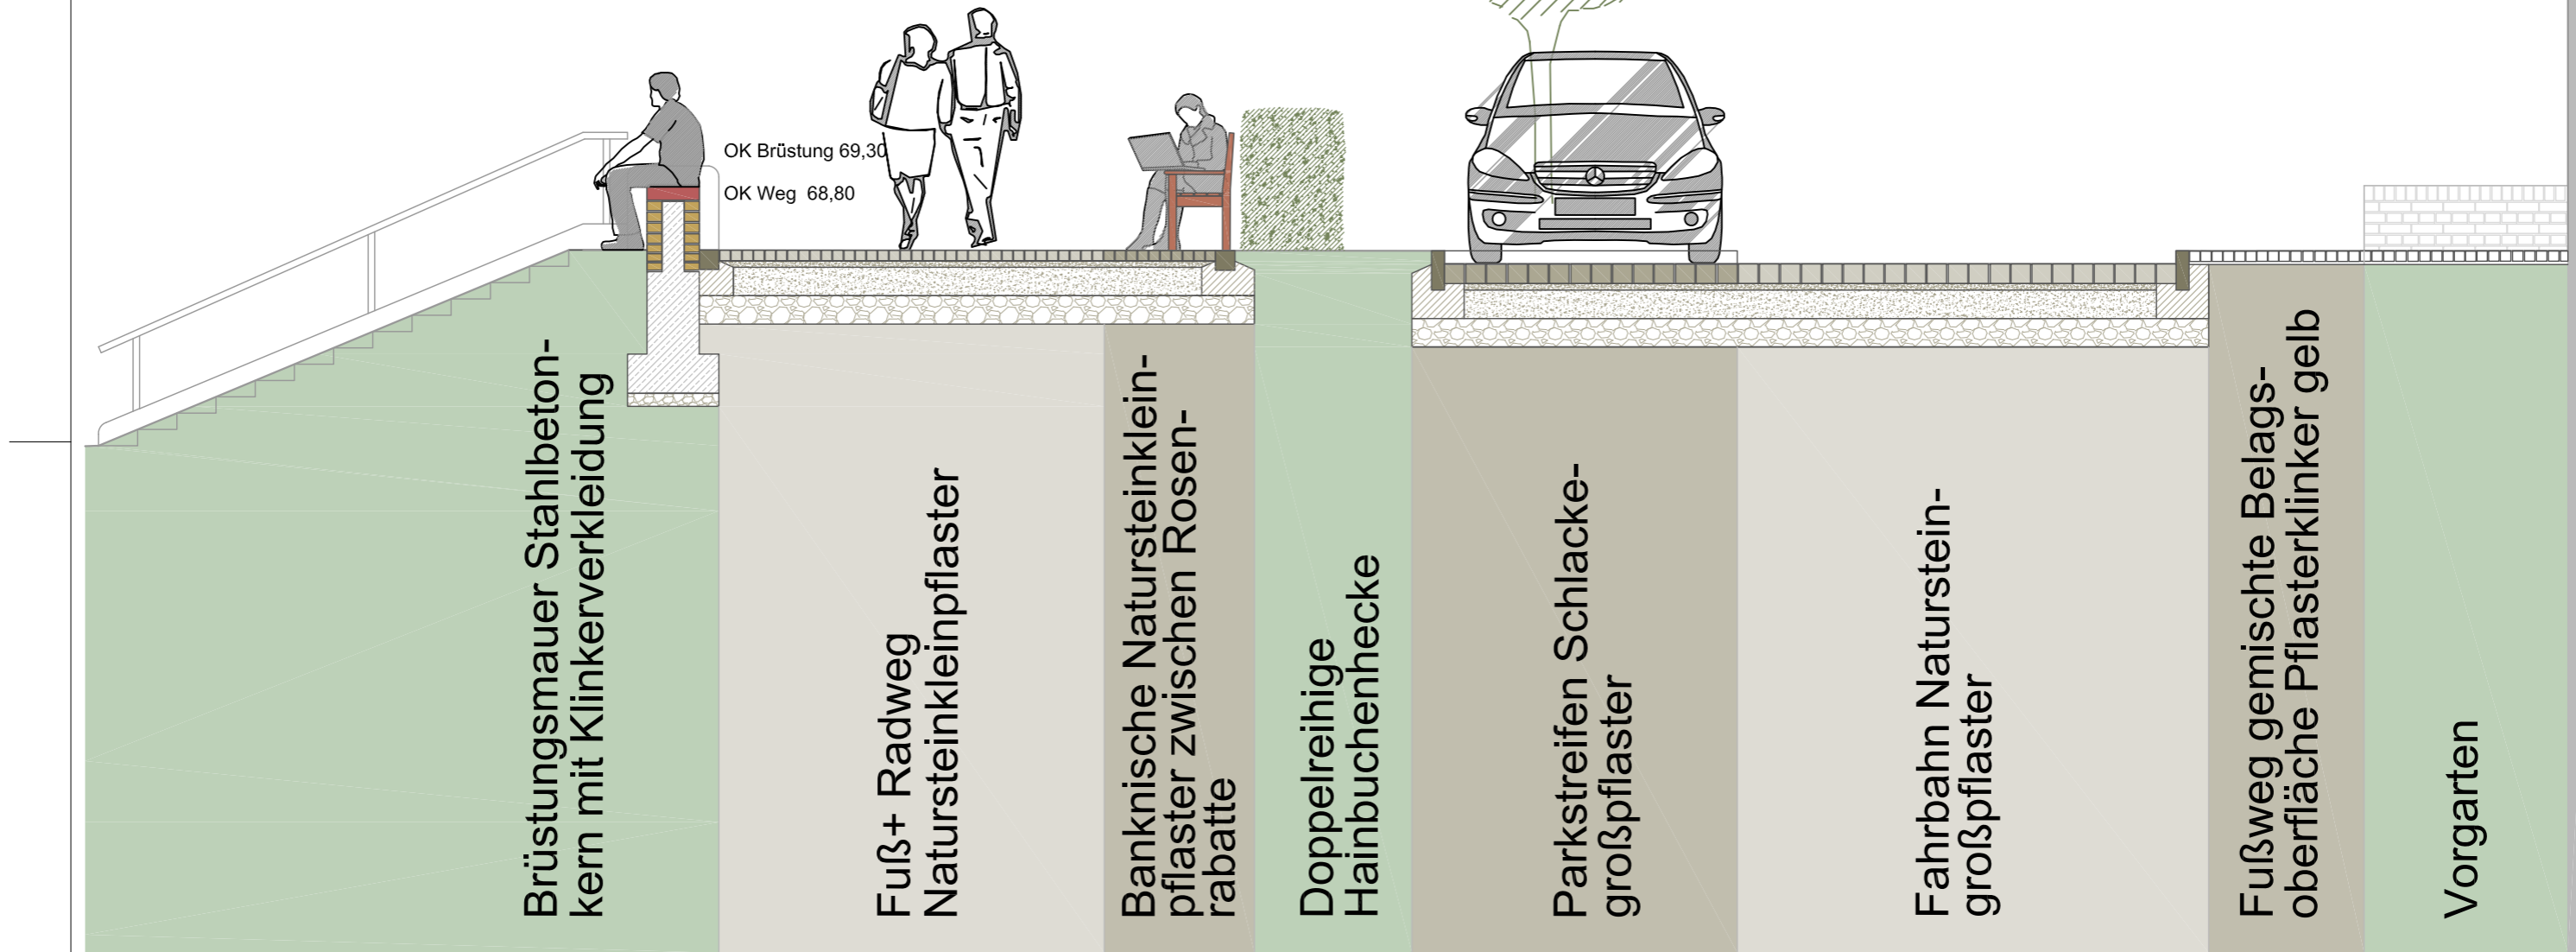 OK Brüstung 69,30
OK Weg 68,80
Brüstungsmauer Stahlbeton-
kern mit Klinkerverkleidung
Fuß+ Radweg
Natursteinkleinpflaster
Banknische Natursteinklein-
pflaster zwischen Rosen-
rabatte
Doppelreihige
Hainbuchenhecke
Parkstreifen Schlacke-
großpflaster
Fahrbahn Naturstein-
großpflaster
Fußweg gemischte Belags-
oberfläche Pflasterklinker gelb
Vorgarten